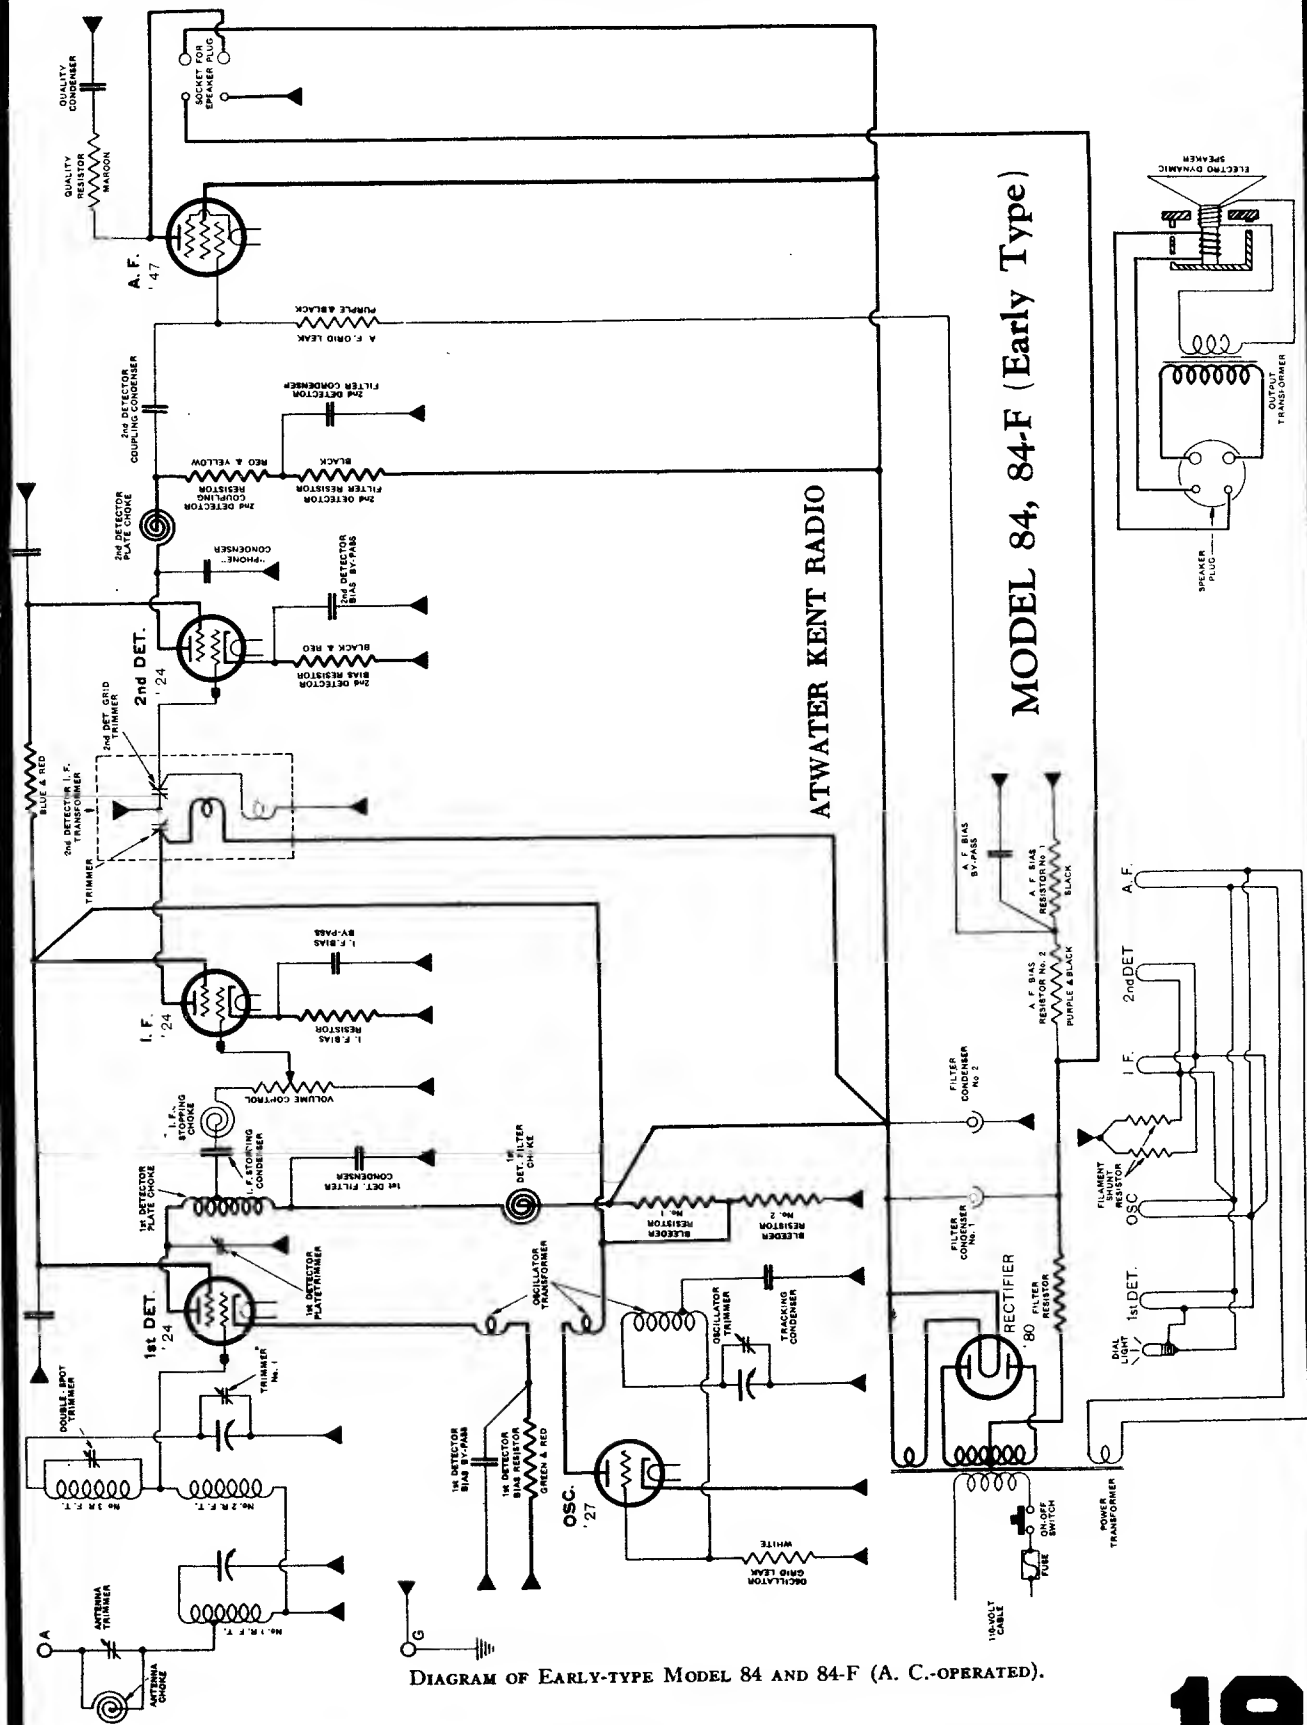 QUALITY
CONDENSER
QUALITY
RESISTOR
MAROON
SOCKET FOR
SPEAKER PLUG
A. F.
'47
A. F. GRID LEAK
PURPLE & BLACK
2nd DETECTOR
COUPLING CONDENSER
2nd DETECTOR
FILTER CONDENSER
2nd DETECTOR
COUPLING
RESISTOR
RED & YELLOW
2nd DETECTOR
FILTER RESISTOR
BLACK
2nd DETECTOR
PLATE CHOKE
"PHONE"
CONDENSER
2nd DETECTOR
BIAS BY-PASS
2nd DETECTOR
BIAS RESISTOR
BLACK & RED
2nd DET.
'24
2nd DET. GRID
TRIMMER
BLUE & RED
2nd DETECTOR I. F.
TRANSFORMER
TRIMMER
I. F.
'24
I. F. BIAS
BY-PASS
I. F. BIAS
RESISTOR
VOLUME CONTROL
I. F.
STOPPING
CHOKE
I. F. STOPPING
CONDENSER
1st DETECTOR
PLATE CHOKE
1st DET. FILTER
CONDENSER
1st
DET. FILTER
CHOKE
1st DETECTOR
PLATE TRIMMER
1st DET.
'24
DOUBLE-SPOT
TRIMMER
TRIMMER
No. 1
No. 3 R. F. T.
No. 2 R. F. T.
No. 1 R. F. T.
A
ANTENNA
TRIMMER
ANTENNA
CHOKE
G
1st DETECTOR
BIAS BY-PASS
1st DETECTOR
BIAS RESISTOR
GREEN & RED
OSCILLATOR
TRANSFORMER
BLEEDER
RESISTOR
No. 1
BLEEDER
RESISTOR
No. 2
OSCILLATOR
TRIMMER
TRACKING
CONDENSER
OSC.
'27
OSCILLATOR
GRID LEAK
WHITE
ATWATER KENT RADIO
MODEL 84, 84-F (Early Type)
A F BIAS
BY-PASS
A F BIAS
RESISTOR No 1
BLACK
A F BIAS
RESISTOR No. 2
PURPLE & BLACK
FILTER
CONDENSER
No 2
FILTER
CONDENSER
No. 1
RECTIFIER
'80
FILTER
RESISTOR
POWER
TRANSFORMER
ON-OFF
SWITCH
FUSE
110-VOLT
CABLE
DIAL
LIGHT
1st DET.
OSC
FILAMENT
SHUNT
RESISTOR
I. F.
2nd DET
A. F.
ELECTRO DYNAMIC
SPEAKER
OUTPUT
TRANSFORMER
SPEAKER
PLUG
DIAGRAM OF EARLY-TYPE MODEL 84 AND 84-F (A. C.-OPERATED).
19